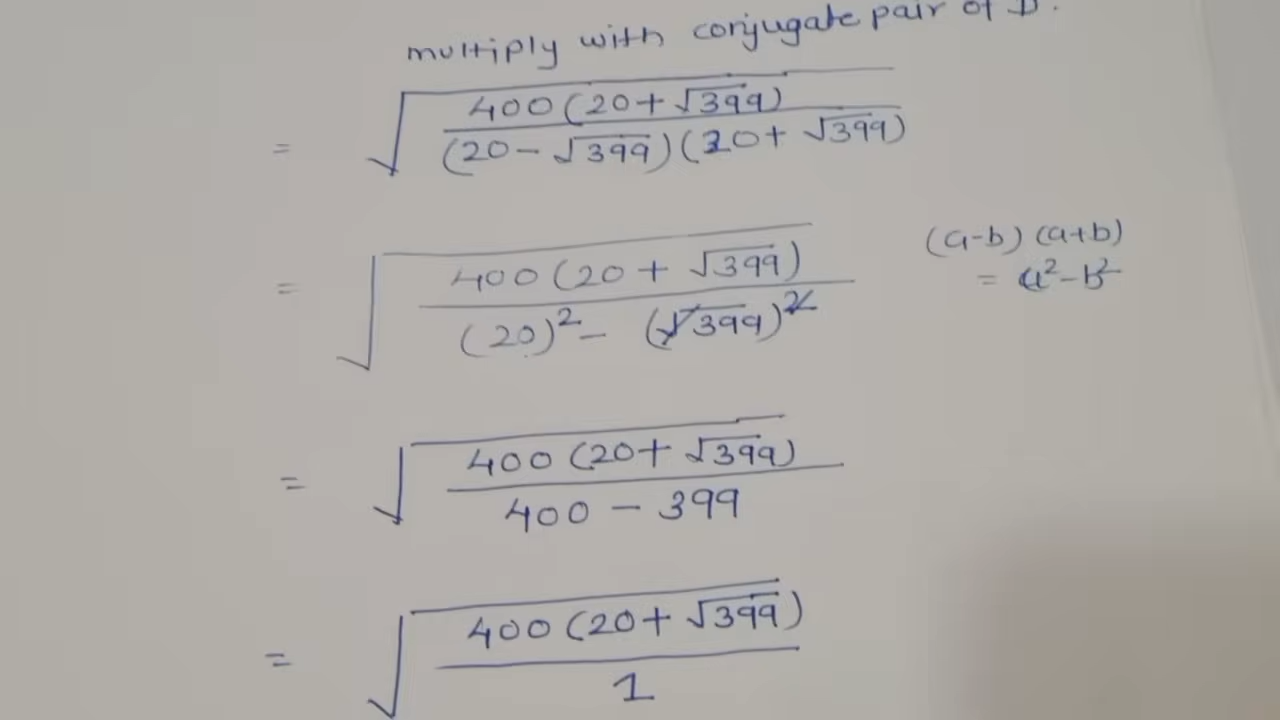 multiply with conjugate pair of D.
= √(400(20+√399) / (20-√399)(20+√399))
= √(400(20+√399) / (20)² - (√399)²)
(a-b)(a+b)
= a²-b²
= √(400(20+√399) / 400-399)
= √(400(20+√399) / 1)